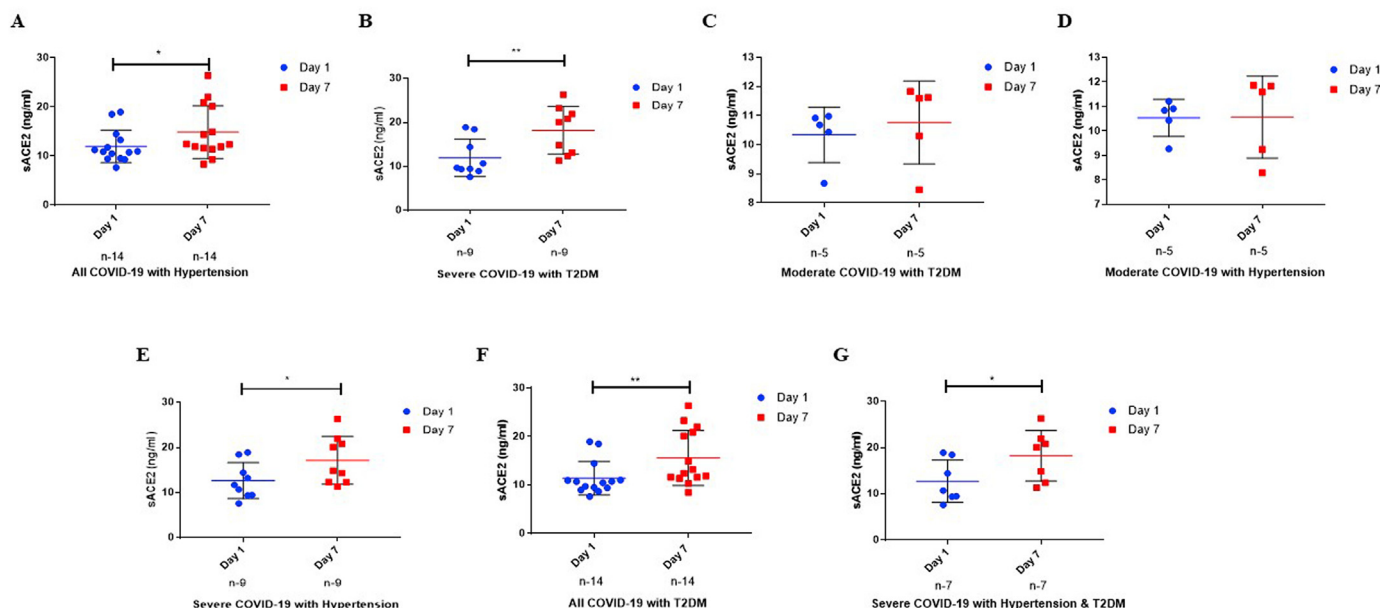 A
30
20
10
0
sACE2 (ng/ml)
*
Day 1
Day 7
Day 1
Day 7
n-14
n-14
All COVID-19 with Hypertension
B
30
20
10
0
sACE2 (ng/ml)
**
Day 1
Day 7
Day 1
Day 7
n-9
n-9
Severe COVID-19 with T2DM
C
13
12
11
10
9
8
sACE2 (ng/ml)
Day 1
Day 7
Day 1
Day 7
n-5
n-5
Moderate COVID-19 with T2DM
D
13
12
11
10
9
8
7
sACE2 (ng/ml)
Day 1
Day 7
Day 1
Day 7
n-5
n-5
Moderate COVID-19 with Hypertension
E
30
20
10
0
sACE2 (ng/ml)
*
Day 1
Day 7
Day 1
Day 7
n-9
n-9
Severe COVID-19 with Hypertension
F
30
20
10
0
sACE2 (ng/ml)
**
Day 1
Day 7
Day 1
Day 7
n-14
n-14
All COVID-19 with T2DM
G
30
20
10
0
sACE2 (ng/ml)
*
Day 1
Day 7
Day 1
Day 7
n-7
n-7
Severe COVID-19 with Hypertension & T2DM